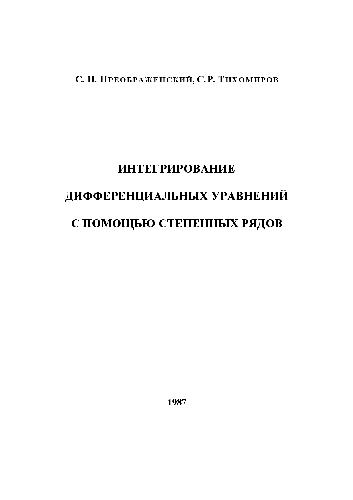 С. П. ПРЕОБРАЖЕНСКИЙ, С.Р. ТИХОМИРОВ
ИНТЕГРИРОВАНИЕ
ДИФФЕРЕНЦИАЛЬНЫХ УРАВНЕНИЙ
С ПОМОЩЬЮ СТЕПЕННЫХ РЯДОВ
1987